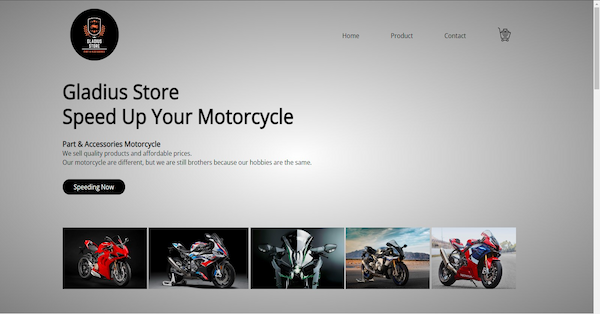 GLADIUS
STORE
Home
Product
Contact
Gladius Store
Speed Up Your Motorcycle
Part & Accessories Motorcycle
We sell quality products and affordable prices.
Our motorcycle are different, but we are still brothers because our hobbies are the same.
Speeding Now